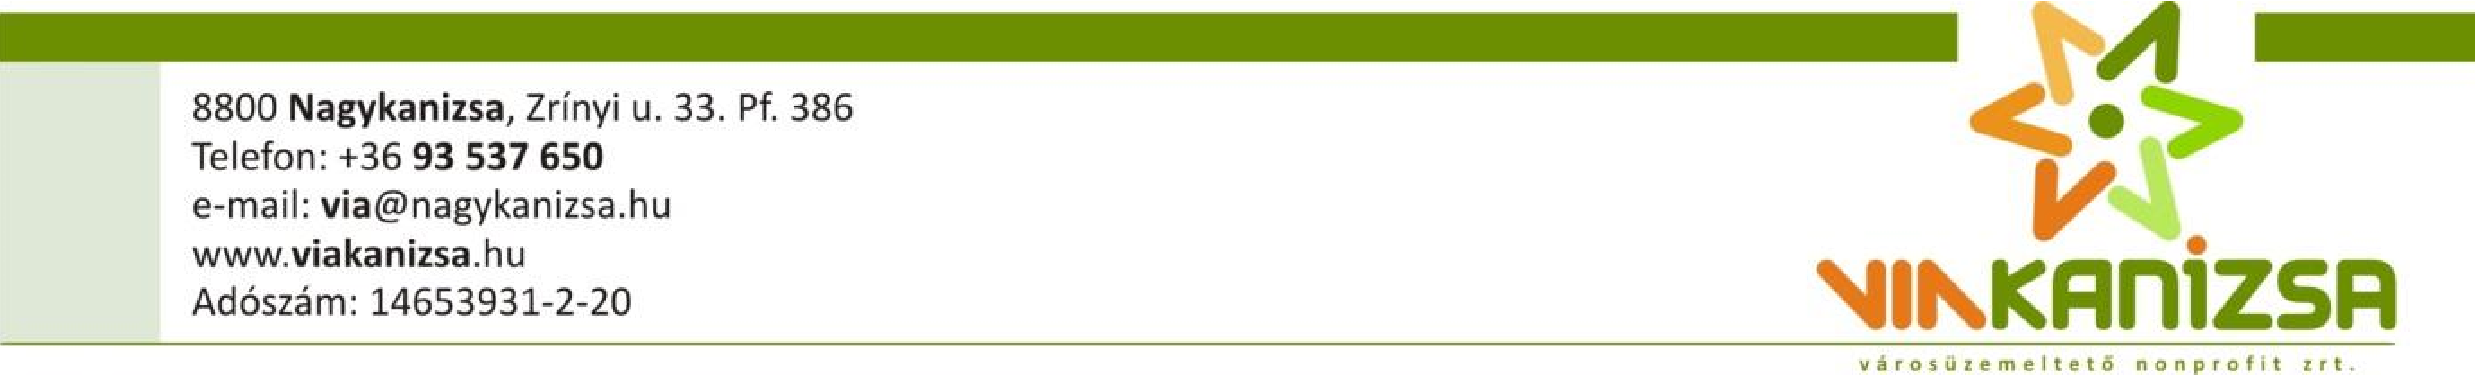 8800 Nagykanizsa, Zrínyi u. 33. Pf. 386
Telefon: +36 93 537 650
e-mail: via@nagykanizsa.hu
www.viakanizsa.hu
Adószám: 14653931-2-20
VIAKANIZSA
városüzemeltető nonprofit zrt.